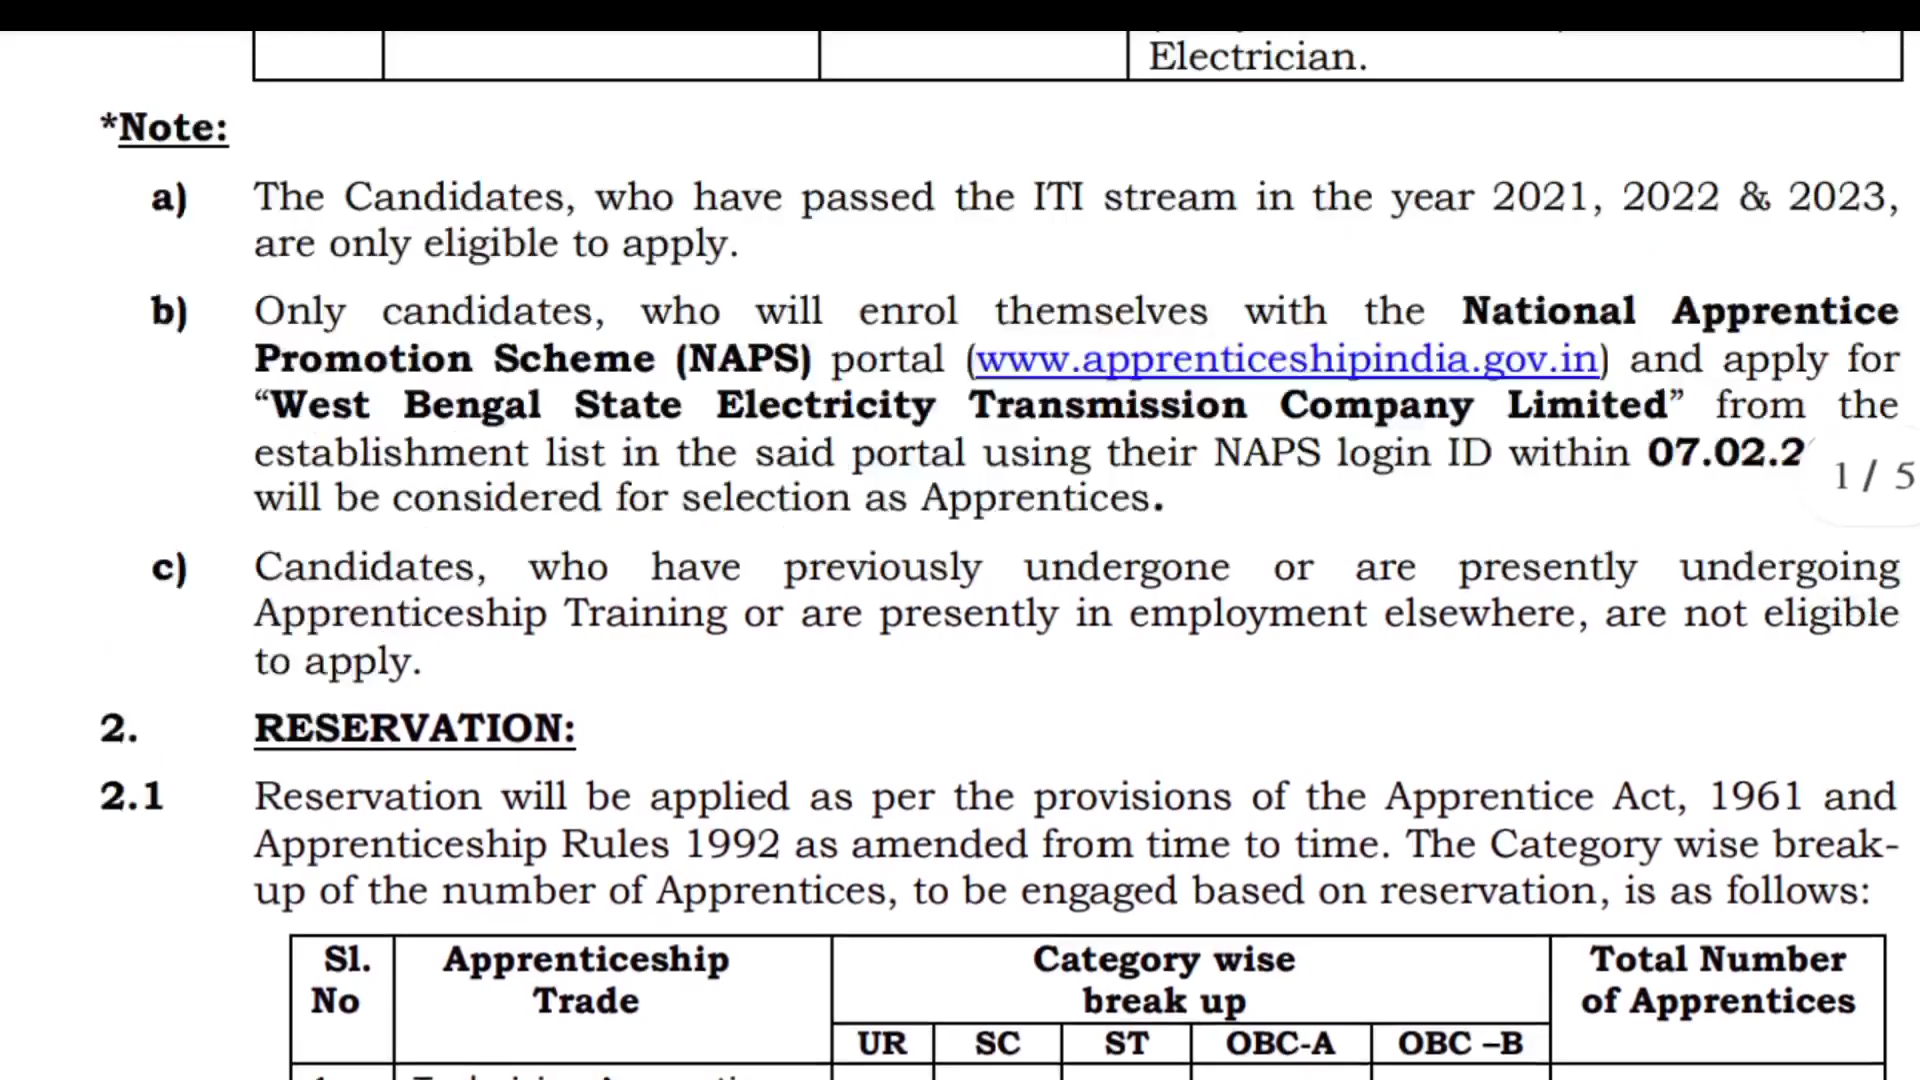 Electrician.
*Note:
a) The Candidates, who have passed the ITI stream in the year 2021, 2022 & 2023,
are only eligible to apply.
b) Only candidates, who will enrol themselves with the National Apprentice
Promotion Scheme (NAPS) portal (www.apprenticeshipindia.gov.in) and apply for
“West Bengal State Electricity Transmission Company Limited” from the
establishment list in the said portal using their NAPS login ID within 07.02.2
1 / 5
will be considered for selection as Apprentices.
c) Candidates, who have previously undergone or are presently undergoing
Apprenticeship Training or are presently in employment elsewhere, are not eligible
to apply.
2. RESERVATION:
2.1 Reservation will be applied as per the provisions of the Apprentice Act, 1961 and
Apprenticeship Rules 1992 as amended from time to time. The Category wise break-
up of the number of Apprentices, to be engaged based on reservation, is as follows:
Sl. Apprenticeship Category wise Total Number
No Trade break up of Apprentices
UR SC ST OBC-A OBC –B